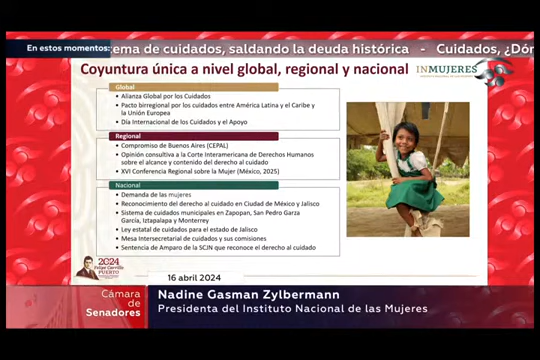 En estos momentos:
tema de cuidados, saldando la deuda histórica - Cuidados, ¿Dón
Coyuntura única a nivel global, regional y nacional
INMUJERES
Global
• Alianza Global por los Cuidados
• Pacto birregional por los cuidados entre América Latina y el Caribe y
la Unión Europea
• Día Internacional de los Cuidados y el Apoyo
Regional
• Compromiso de Buenos Aires (CEPAL)
• Opinión consultiva a la Corte Interamericana de Derechos Humanos
sobre el alcance y contenido del derecho al cuidado
• XVI Conferencia Regional sobre la Mujer (México, 2025)
Nacional
• Demanda de las mujeres
• Reconocimiento del derecho al cuidado en Ciudad de México y Jalisco
• Sistema de cuidados municipales en Zapopan, San Pedro Garza
García, Iztapalapa y Monterrey
• Ley estatal de cuidados para el estado de Jalisco
• Mesa Intersecretarial de cuidados y sus comisiones
• Sentencia de Amparo de la SCJN que reconoce el derecho al cuidado
2024
Felipe Carrillo
PUERTO
16 abril 2024
Cámara
de
Senadores
Nadine Gasman Zylbermann
Presidenta del Instituto Nacional de las Mujeres